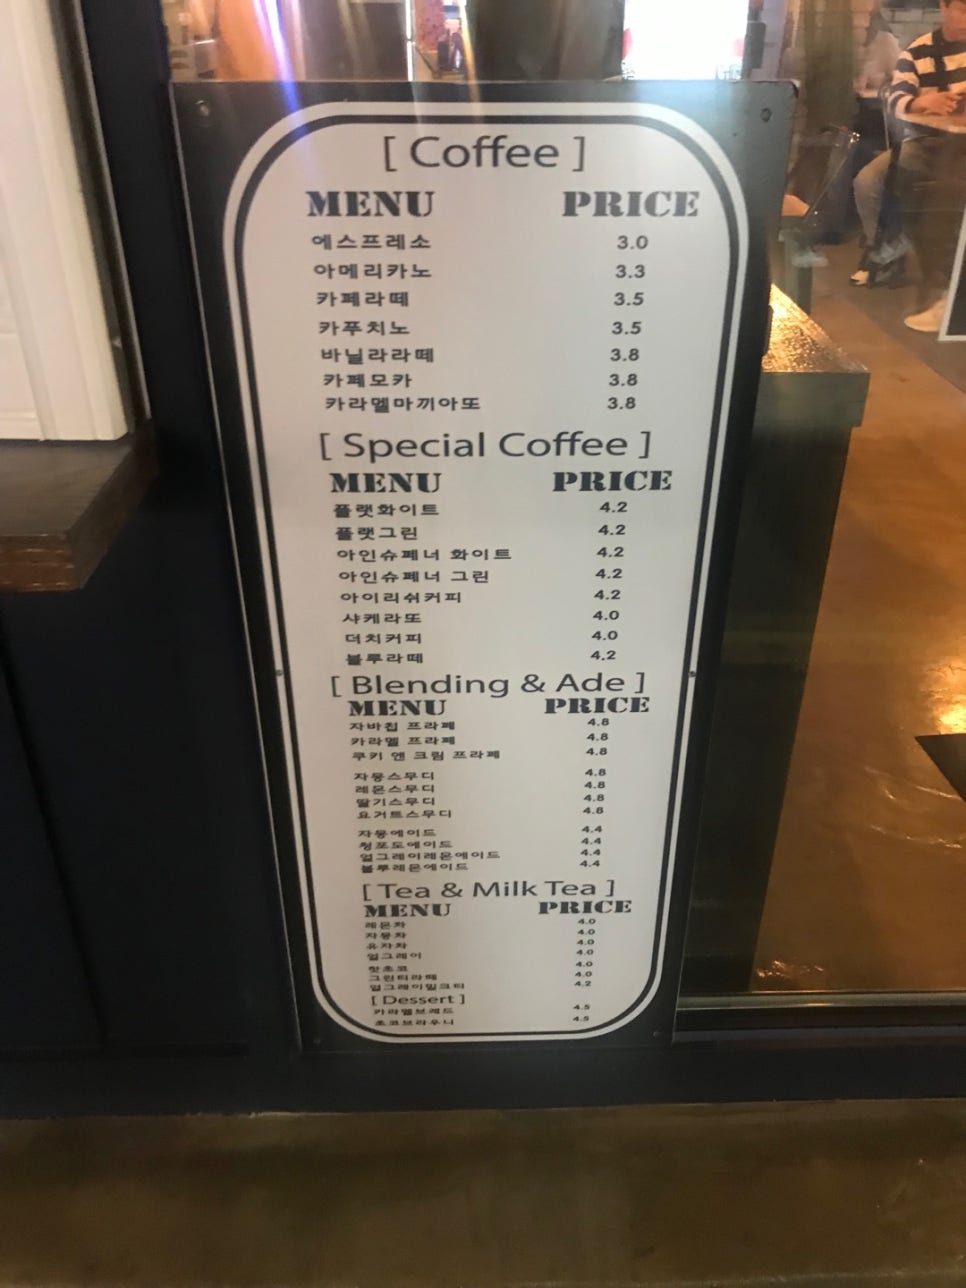 [ Coffee ]
MENU PRICE
에스프레소 3.0
아메리카노 3.3
카페라떼 3.5
카푸치노 3.5
바닐라라떼 3.8
카페모카 3.8
카라멜마끼아또 3.8
[ Special Coffee ]
MENU PRICE
플랫화이트 4.2
플랫그린 4.2
아인슈페너 화이트 4.2
아인슈페너 그린 4.2
아이리쉬커피 4.2
샤케라또 4.0
더치커피 4.0
블루라떼 4.2
[ Blending & Ade ]
MENU PRICE
자바칩 프라페 4.8
카라멜 프라페 4.8
쿠키 앤 크림 프라페 4.8
자몽스무디 4.8
레몬스무디 4.8
딸기스무디 4.8
요거트스무디 4.8
자몽에이드 4.4
청포도에이드 4.4
얼그레이레몬에이드 4.4
블루레몬에이드 4.4
[ Tea & Milk Tea ]
MENU PRICE
레몬차 4.0
자몽차 4.0
유자차 4.0
얼그레이 4.0
핫초코 4.0
그린티라떼 4.0
얼그레이밀크티 4.2
[ Dessert ]
카라멜브레드 4.5
초코브라우니 4.5